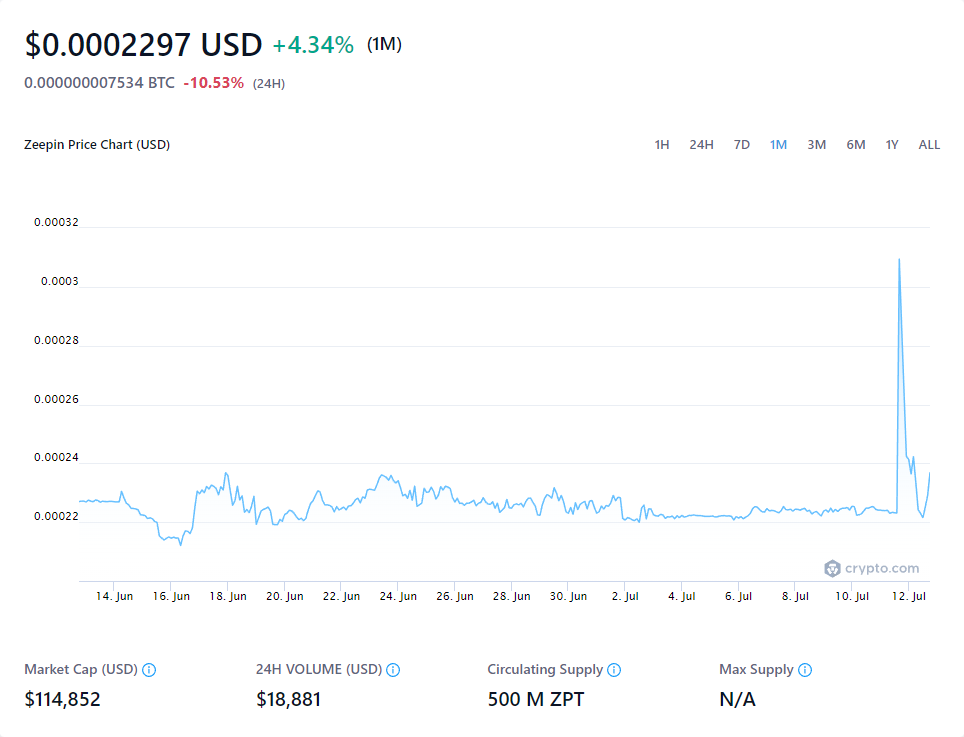 $0.0002297 USD +4.34% (1M)
0.000000007534 BTC -10.53% (24H)
Zeepin Price Chart (USD) 1H 24H 7D 1M 3M 6M 1Y ALL
0.00032
0.0003
0.00028
0.00026
0.00024
0.00022
crypto.com
14. Jun 16. Jun 18. Jun 20. Jun 22. Jun 24. Jun 26. Jun 28. Jun 30. Jun 2. Jul 4. Jul 6. Jul 8. Jul 10. Jul 12. Jul
Market Cap (USD) 24H VOLUME (USD) Circulating Supply Max Supply
$114,852 $18,881 500 M ZPT N/A